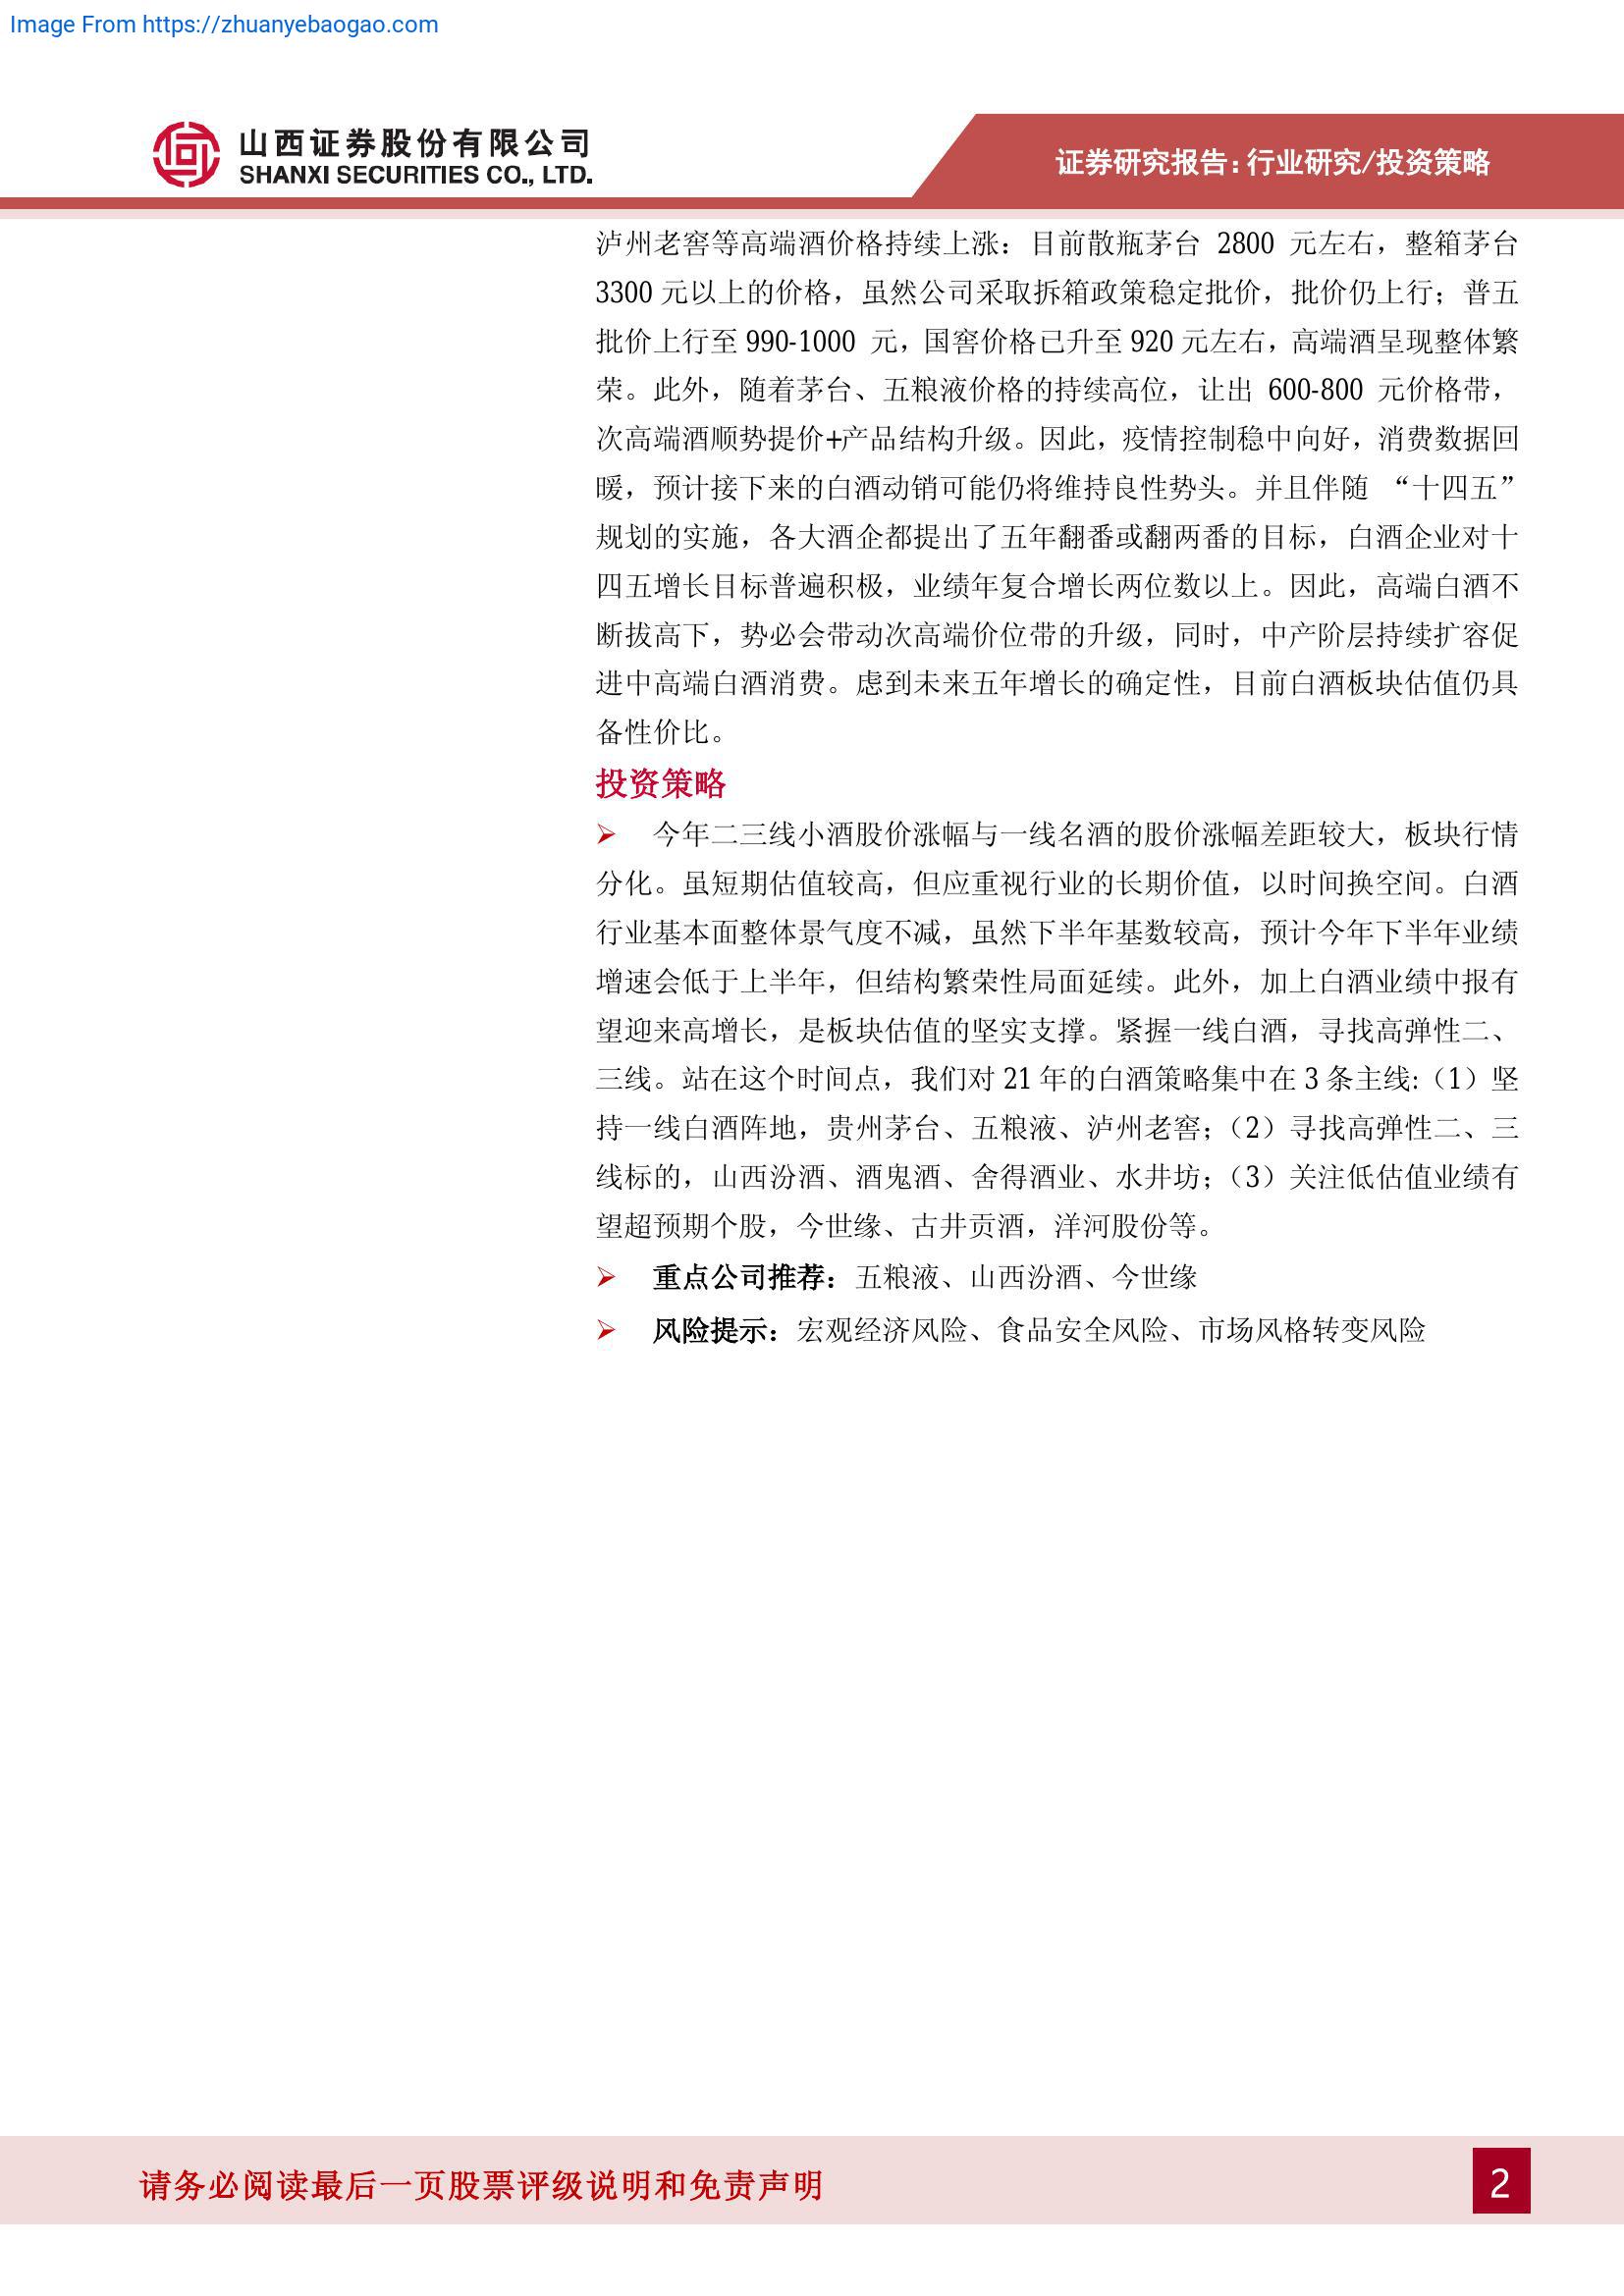 Image From https://zhuanyebaogao.com
山西证券股份有限公司
SHANXI SECURITIES CO., LTD.
证券研究报告：行业研究/投资策略
泸州老窖等高端酒价格持续上涨：目前散瓶茅台 2800 元左右，整箱茅台
3300 元以上的价格，虽然公司采取拆箱政策稳定批价，批价仍上行；普五
批价上行至 990-1000 元，国窖价格已升至 920 元左右，高端酒呈现整体繁
荣。此外，随着茅台、五粮液价格的持续高位，让出 600-800 元价格带，
次高端酒顺势提价+产品结构升级。因此，疫情控制稳中向好，消费数据回
暖，预计接下来的白酒动销可能仍将维持良性势头。并且伴随 “十四五”
规划的实施，各大酒企都提出了五年翻番或翻两番的目标，白酒企业对十
四五增长目标普遍积极，业绩年复合增长两位数以上。因此，高端白酒不
断拔高下，势必会带动次高端价位带的升级，同时，中产阶层持续扩容促
进中高端白酒消费。虑到未来五年增长的确定性，目前白酒板块估值仍具
备性价比。
投资策略
➢ 今年二三线小酒股价涨幅与一线名酒的股价涨幅差距较大，板块行情
分化。虽短期估值较高，但应重视行业的长期价值，以时间换空间。白酒
行业基本面整体景气度不减，虽然下半年基数较高，预计今年下半年业绩
增速会低于上半年，但结构繁荣性局面延续。此外，加上白酒业绩中报有
望迎来高增长，是板块估值的坚实支撑。紧握一线白酒，寻找高弹性二、
三线。站在这个时间点，我们对 21 年的白酒策略集中在 3 条主线:（1）坚
持一线白酒阵地，贵州茅台、五粮液、泸州老窖；（2）寻找高弹性二、三
线标的，山西汾酒、酒鬼酒、舍得酒业、水井坊；（3）关注低估值业绩有
望超预期个股，今世缘、古井贡酒，洋河股份等。
➢ 重点公司推荐：五粮液、山西汾酒、今世缘
➢ 风险提示：宏观经济风险、食品安全风险、市场风格转变风险
请务必阅读最后一页股票评级说明和免责声明
2